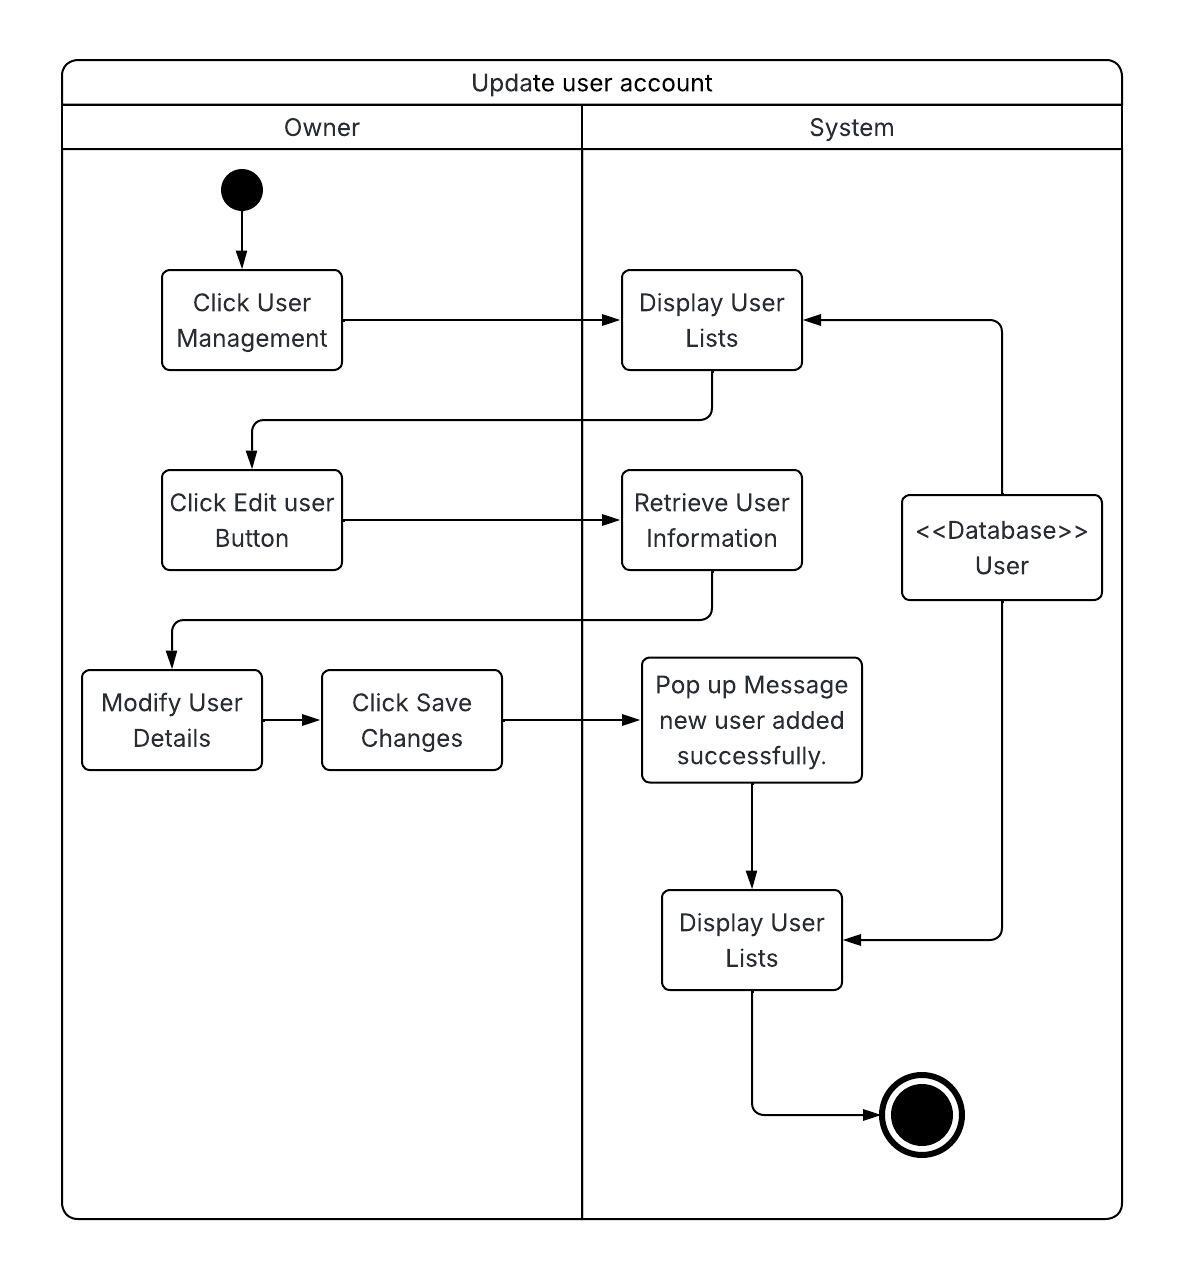 Update user account
Owner
System
Click User
Management
Display User
Lists
Click Edit user
Button
Retrieve User
Information
<<Database>>
User
Modify User
Details
Click Save
Changes
Pop up Message
new user added
successfully.
Display User
Lists